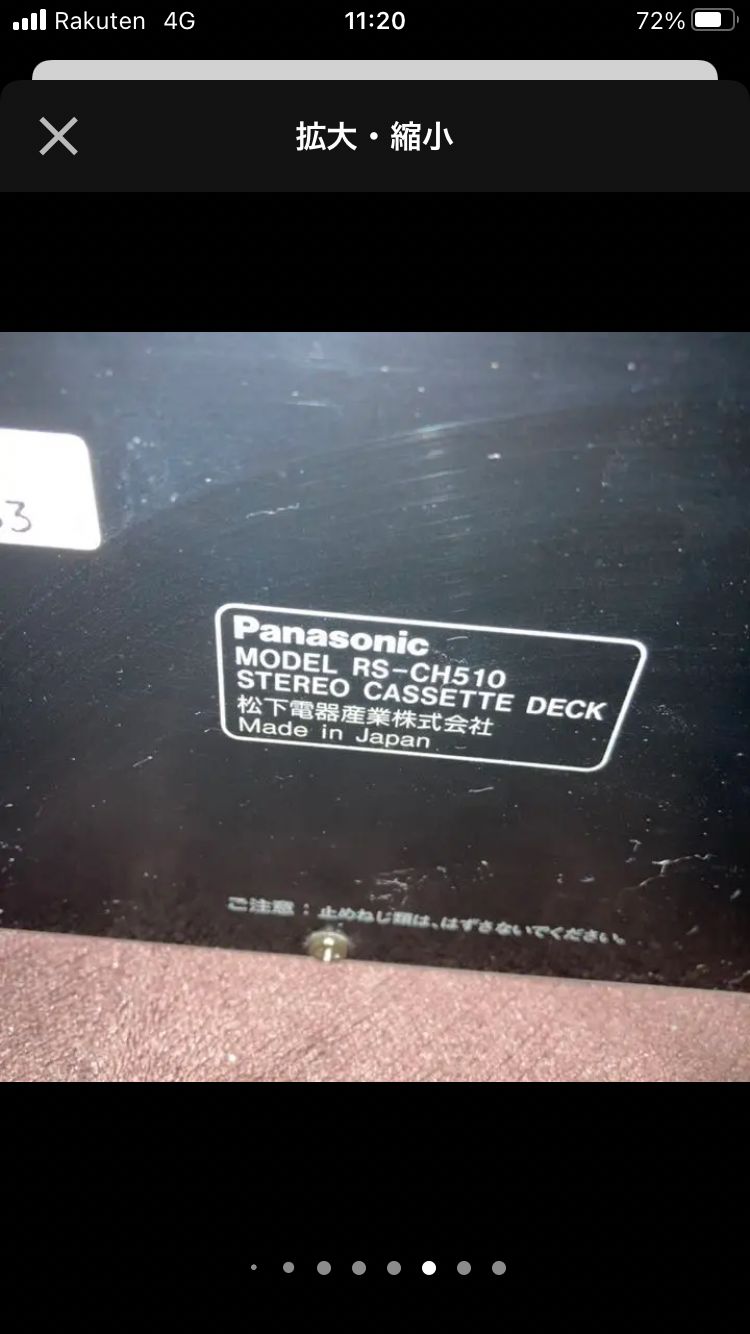 Rakuten 4G 11:20 72%
拡大・縮小
3
Panasonic
MODEL RS-CH510
STEREO CASSETTE DECK
松下電器産業株式会社
Made in Japan
ご注意：止めねじ類は、はずさないでください。